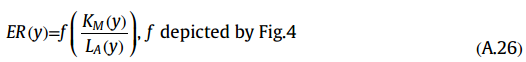 ER(y)=f(K_M(y)/L_A(y)), f depicted by Fig.4 (A.26)